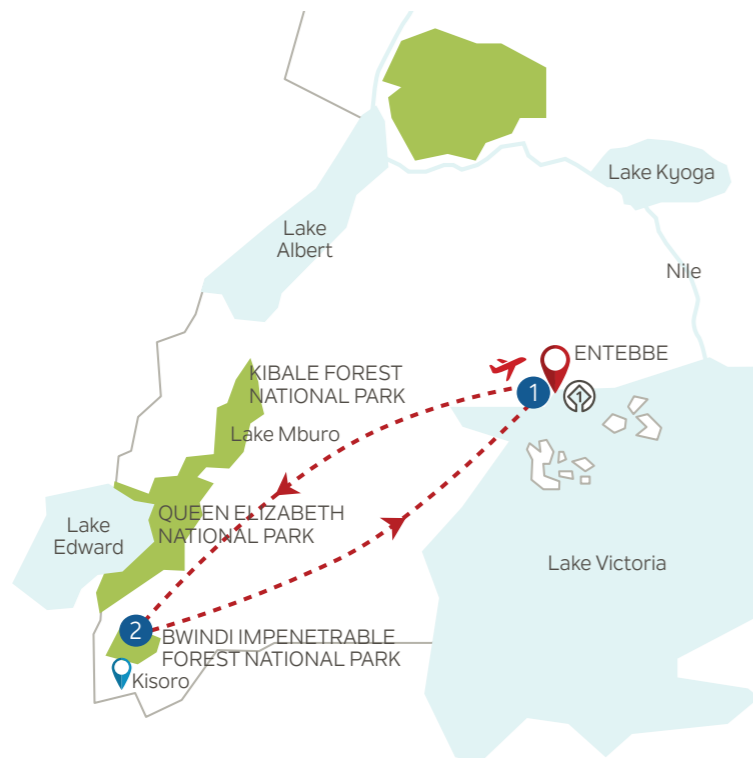 Lake Kyoga
Lake
Albert
Nile
ENTEBBE
1
1
KIBALE FOREST
NATIONAL PARK
Lake Mburo
QUEEN ELIZABETH
NATIONAL PARK
Lake
Edward
Lake Victoria
2
BWINDI IMPENETRABLE
FOREST NATIONAL PARK
Kisoro